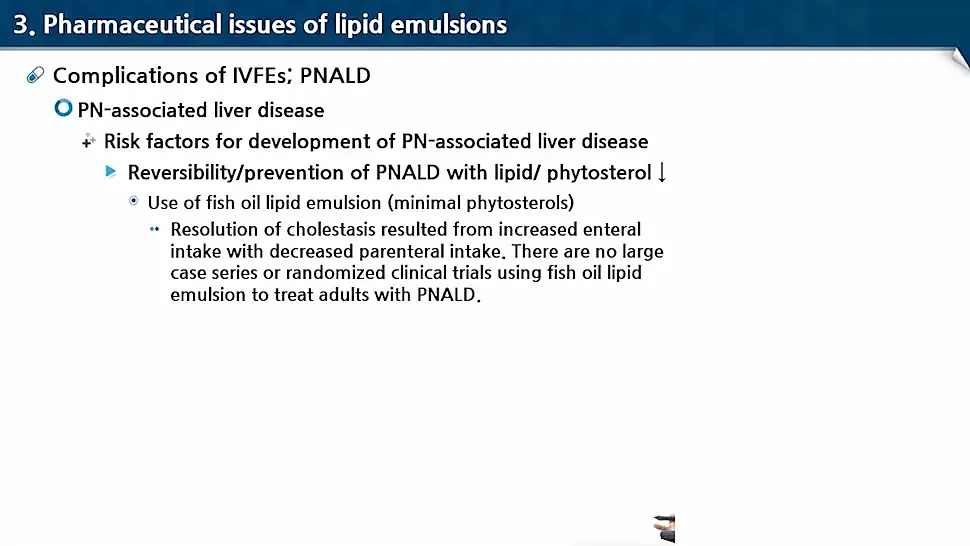 3. Pharmaceutical issues of lipid emulsions
Complications of IVFEs; PNALD
PN-associated liver disease
Risk factors for development of PN-associated liver disease
Reversibility/prevention of PNALD with lipid/ phytosterol↓
Use of fish oil lipid emulsion (minimal phytosterols)
Resolution of cholestasis resulted from increased enteral
intake with decreased parenteral intake. There are no large
case series or randomized clinical trials using fish oil lipid
emulsion to treat adults with PNALD.